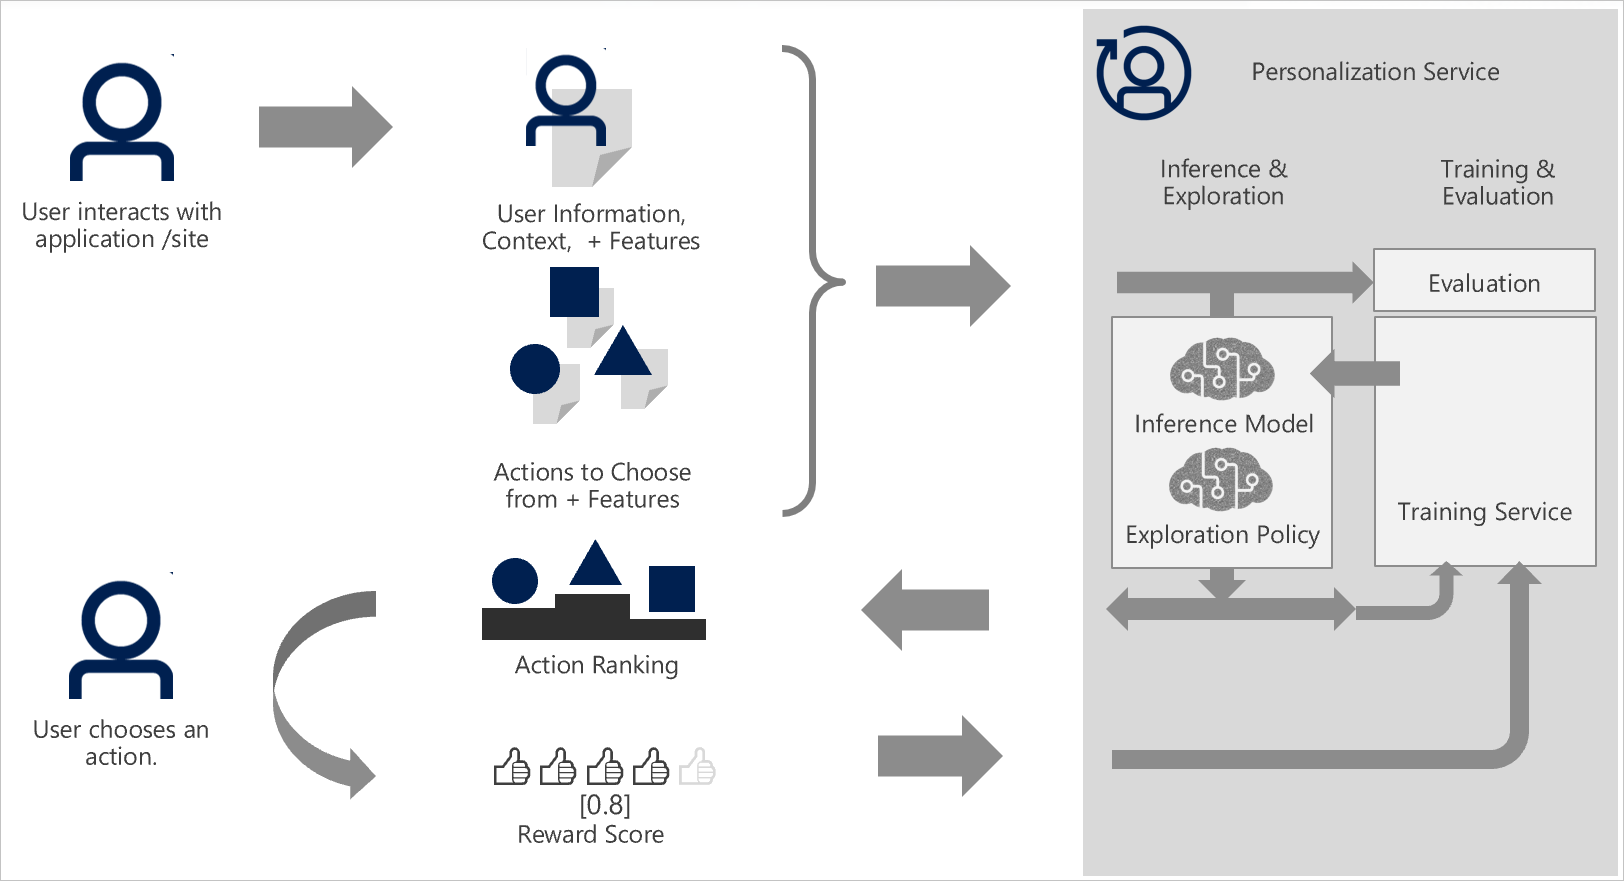 User interacts with
application /site
User Information,
Context,  + Features
Actions to Choose
from + Features
Action Ranking
User chooses an
action.
[0.8]
Reward Score
Personalization Service
Inference &
Exploration
Training &
Evaluation
Evaluation
Inference Model
Exploration Policy
Training Service